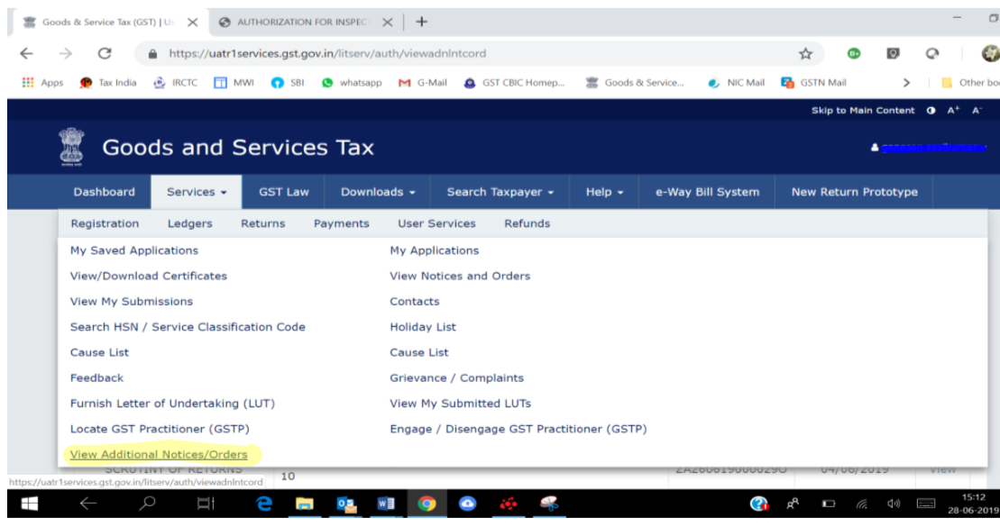 Goods & Service Tax (GST) | Us
AUTHORIZATION FOR INSPECT
https://uatr1services.gst.gov.in/litserv/auth/viewadnlntcord
Apps Tax India IRCTC MWI SBI whatsapp G-Mail GST CBIC Homep... Goods & Service... NIC Mail GSTN Mail Other boo
Skip to Main Content A+ A-
Goods and Services Tax
Dashboard Services GST Law Downloads Search Taxpayer Help e-Way Bill System New Return Prototype
Registration Ledgers Returns Payments User Services Refunds
My Saved Applications My Applications
View/Download Certificates View Notices and Orders
View My Submissions Contacts
Search HSN / Service Classification Code Holiday List
Cause List Cause List
Feedback Grievance / Complaints
Furnish Letter of Undertaking (LUT) View My Submitted LUTs
Locate GST Practitioner (GSTP) Engage / Disengage GST Practitioner (GSTP)
View Additional Notices/Orders
SCRUTINY OF RETURNS 10 04/06/2019 View
https://uatr1services.gst.gov.in/litserv/auth/viewadnlntcord
15:12
28-06-2019